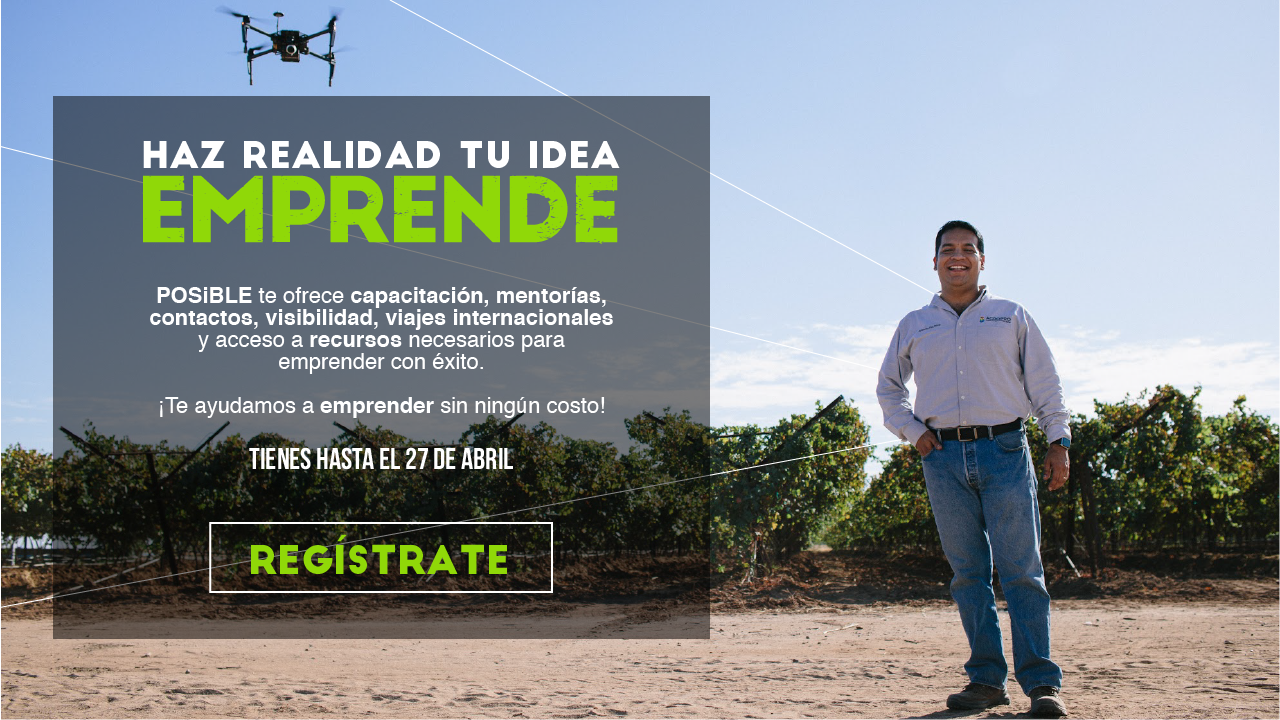 HAZ REALIDAD TU IDEA
EMPRENDE
POSiBLE te ofrece capacitación, mentorías,
contactos, visibilidad, viajes internacionales
y acceso a recursos necesarios para
emprender con éxito.
¡Te ayudamos a emprender sin ningún costo!
TIENES HASTA EL 27 DE ABRIL
REGÍSTRATE